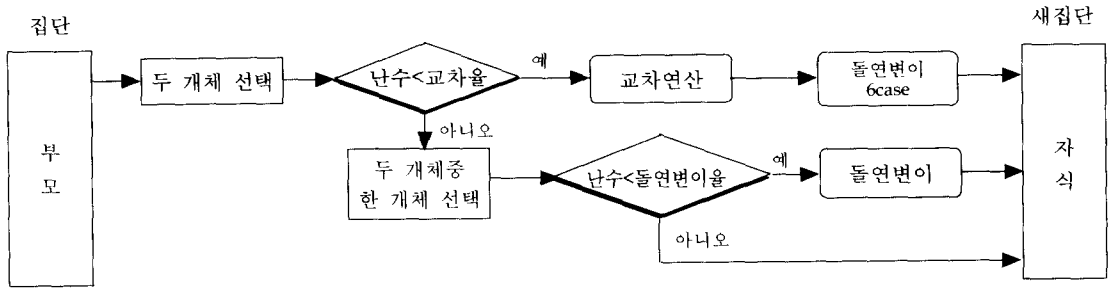 집단
새집단
부
모
두 개체 선택
난수<교차율
예
교차연산
돌연변이
6case
아니오
두 개체중
한 개체 선택
난수<돌연변이율
예
돌연변이
아니오
자
식